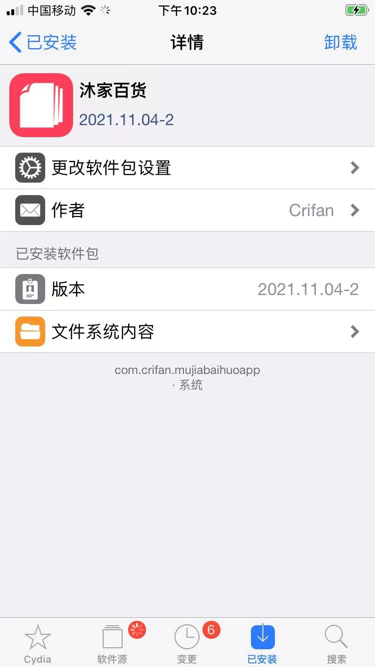 中国移动 下午10:23
已安装 详情 卸载
沐家百货
2021.11.04-2
更改软件包设置
作者 Crifan
已安装软件包
版本 2021.11.04-2
文件系统内容
com.crifan.mujiabaihuoapp
· 系统
6
Cydia 软件源 变更 已安装 搜索